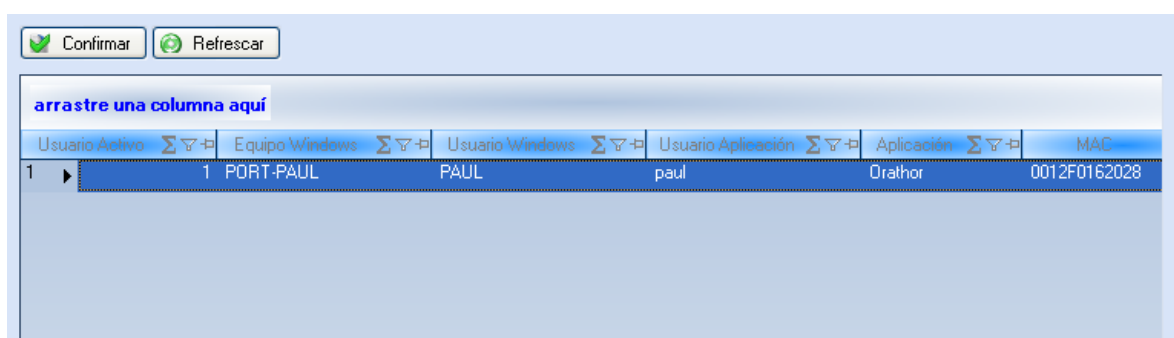 Confirmar Refrescar
arrastre una columna aquí
Usuario Activo Equipo Windows Usuario Windows Usuario Aplicación Aplicación MAC
1 1 PORT-PAUL PAUL paul Orathor 0012F0162028